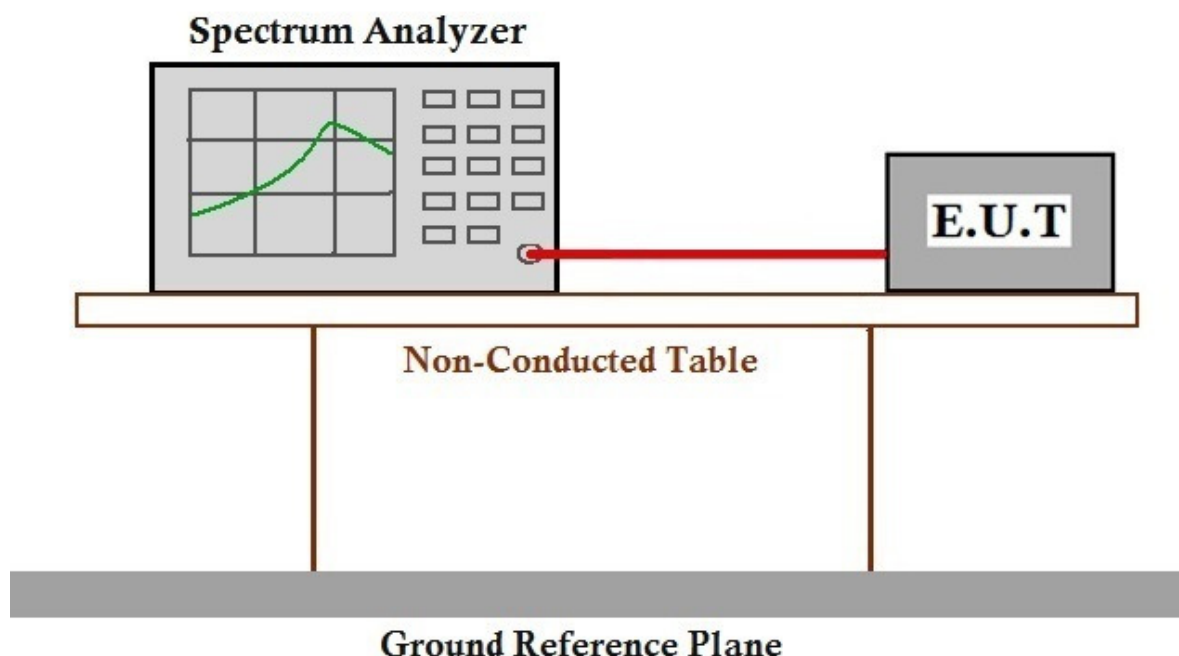 Spectrum Analyzer
E.U.T
Non-Conducted Table
Ground Reference Plane